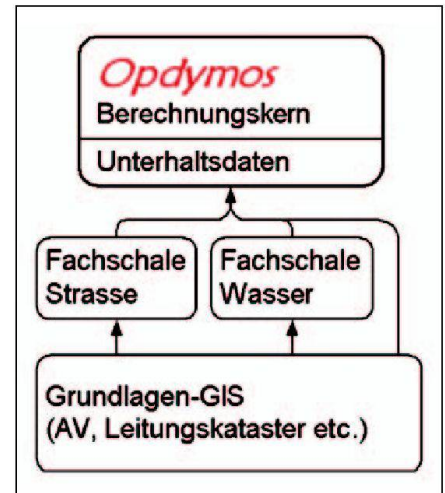 Opdymos
Berechnungskern
Unterhaltsdaten
Fachschale
Strasse
Fachschale
Wasser
Grundlagen-GIS
(AV, Leitungskataster etc.)